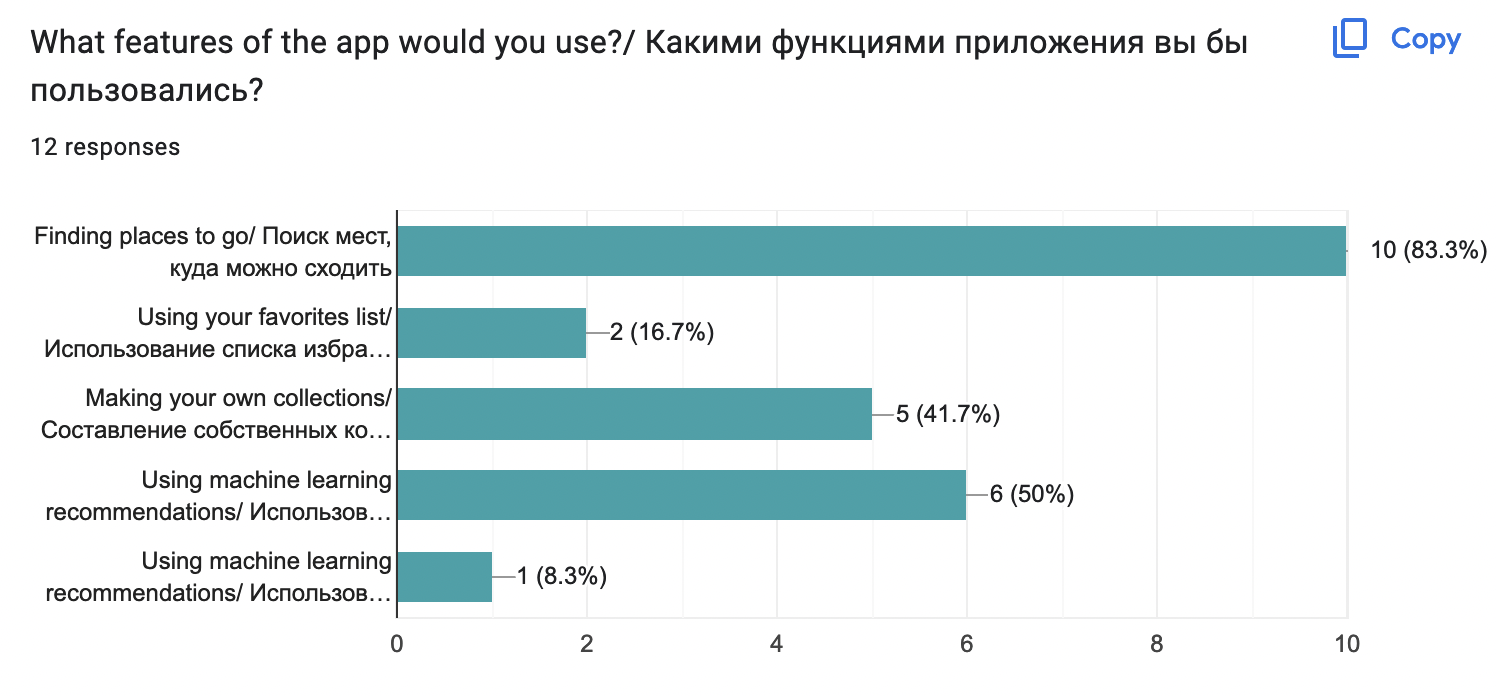 What features of the app would you use?/ Какими функциями приложения вы бы
пользовались?
Copy
12 responses
Finding places to go/ Поиск мест,
куда можно сходить
10 (83.3%)
Using your favorites list/
Использование списка избра…
2 (16.7%)
Making your own collections/
Составление собственных ко…
5 (41.7%)
Using machine learning
recommendations/ Использов…
6 (50%)
Using machine learning
recommendations/ Использов…
1 (8.3%)
0 2 4 6 8 10